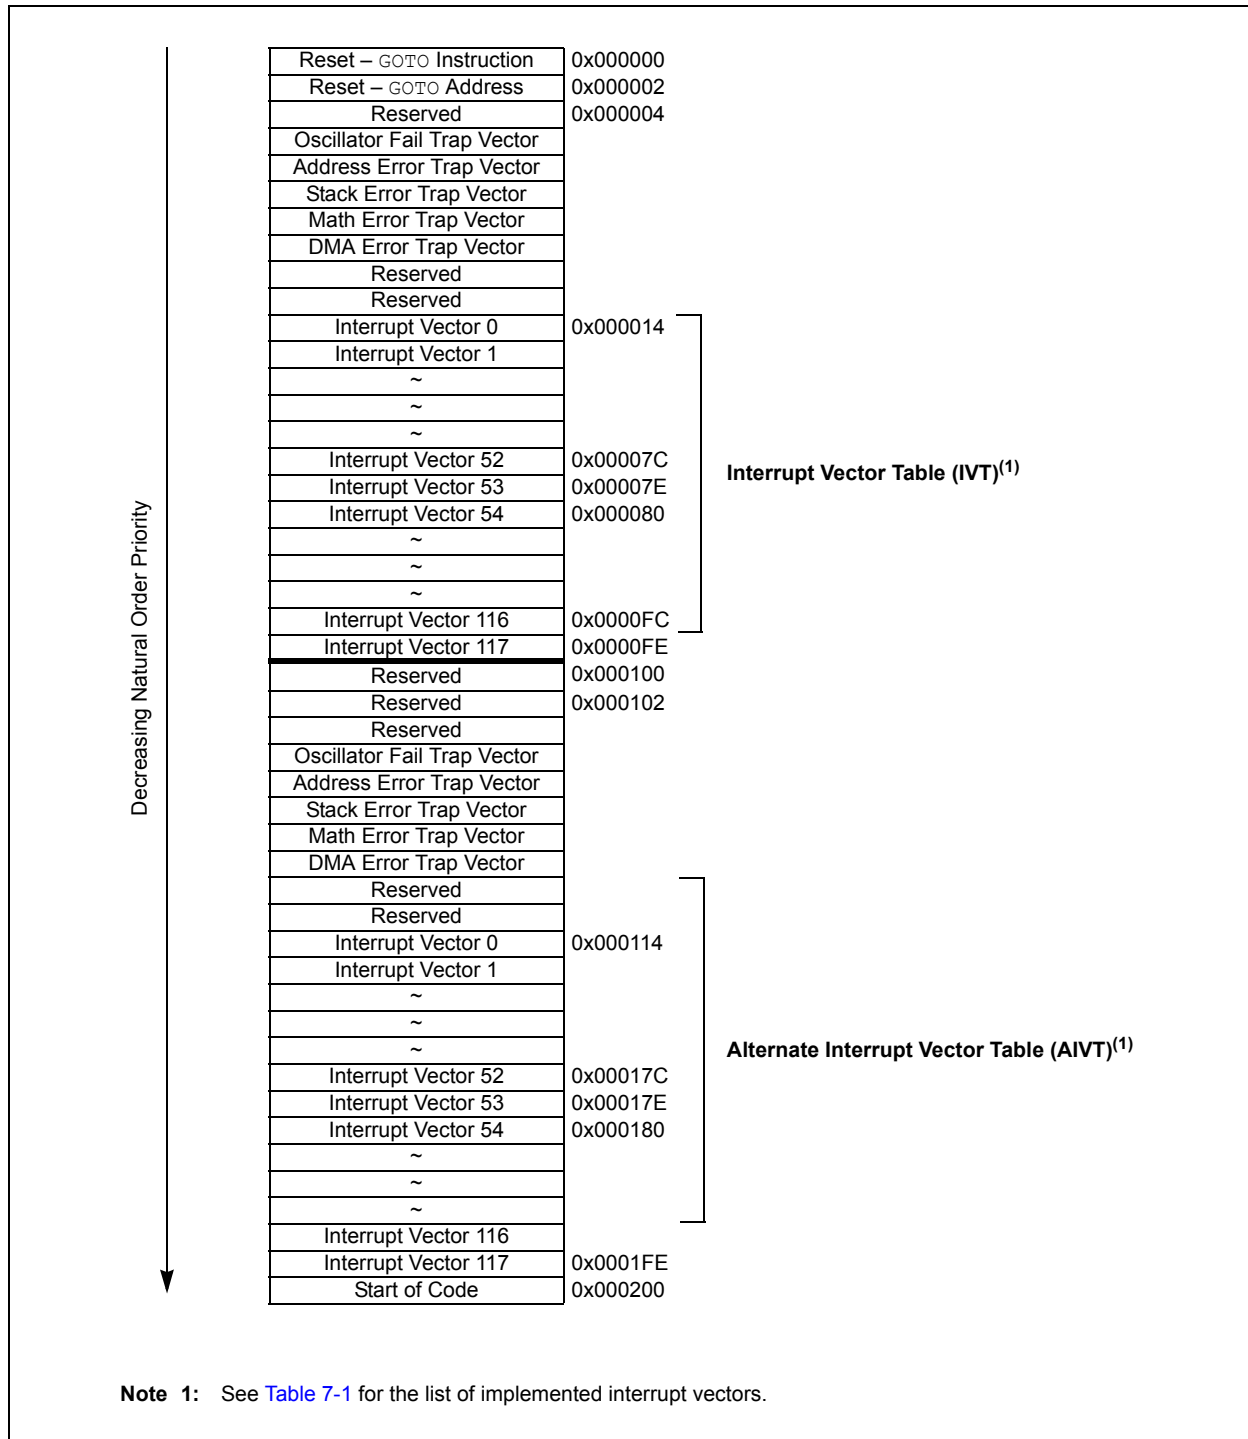 Reset – GOTO Instruction 0x000000
Reset – GOTO Address 0x000002
Reserved 0x000004
Oscillator Fail Trap Vector
Address Error Trap Vector
Stack Error Trap Vector
Math Error Trap Vector
DMA Error Trap Vector
Reserved
Reserved
Interrupt Vector 0 0x000014
Interrupt Vector 1
~
~
~
Interrupt Vector 52 0x00007C
Interrupt Vector Table (IVT)(1)
Interrupt Vector 53 0x00007E
Interrupt Vector 54 0x000080
~
~
~
Interrupt Vector 116 0x0000FC
Interrupt Vector 117 0x0000FE
Decreasing Natural Order Priority
Reserved 0x000100
Reserved 0x000102
Reserved
Oscillator Fail Trap Vector
Address Error Trap Vector
Stack Error Trap Vector
Math Error Trap Vector
DMA Error Trap Vector
Reserved
Reserved
Interrupt Vector 0 0x000114
Interrupt Vector 1
~
~
~
Alternate Interrupt Vector Table (AIVT)(1)
Interrupt Vector 52 0x00017C
Interrupt Vector 53 0x00017E
Interrupt Vector 54 0x000180
~
~
~
Interrupt Vector 116
Interrupt Vector 117 0x0001FE
Start of Code 0x000200
Note 1: See Table 7-1 for the list of implemented interrupt vectors.